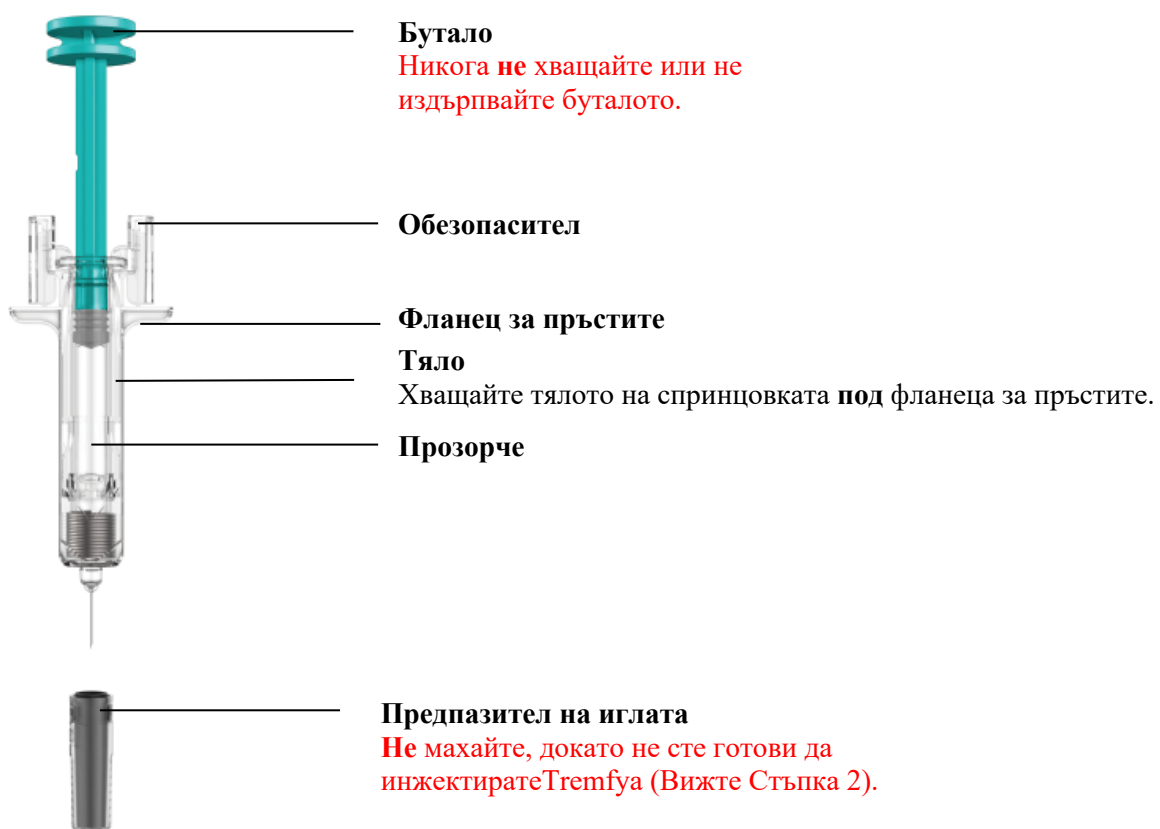 Бутало
Никога не хващайте или не
издърпвайте буталото.
Обезопасител
Фланец за пръстите
Тяло
Хващайте тялото на спринцовката под фланеца за пръстите.
Прозорче
Предпазител на иглата
Не махайте, докато не сте готови да
инжектиратеTremfya (Вижте Стъпка 2).